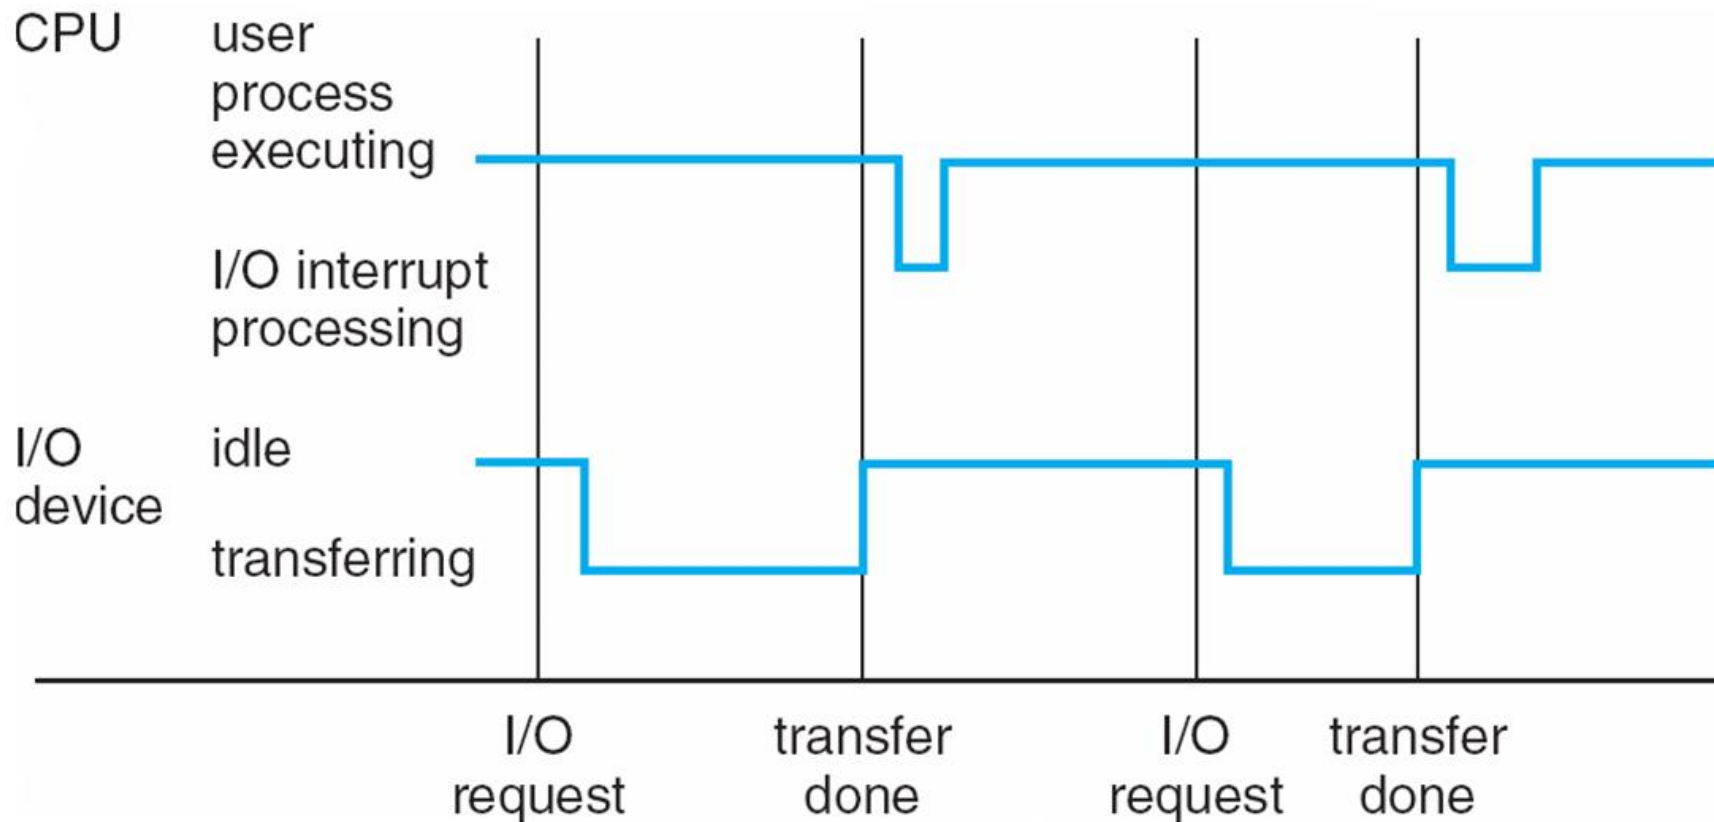 CPU
user
process
executing
I/O interrupt
processing
I/O
device
idle
transferring
I/O
request
transfer
done
I/O
request
transfer
done